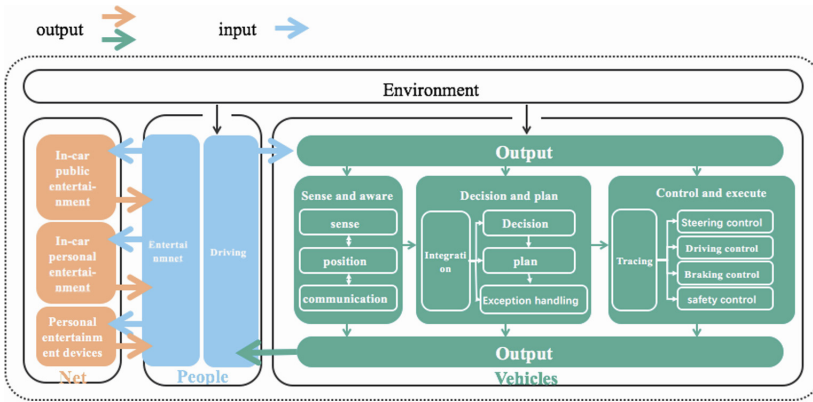 output
input
Environment
In-car
public
entertai-
nment
In-car
personal
entertai-
nment
Personal
entertainm
ent devices
Net
Entertai
nmnet
Driving
People
Output
Sense and aware
sense
position
communication
Decision and plan
Integrati
on
Decision
plan
Exception handling
Control and execute
Tracing
Steering control
Driving control
Braking control
safety control
Output
Vehicles